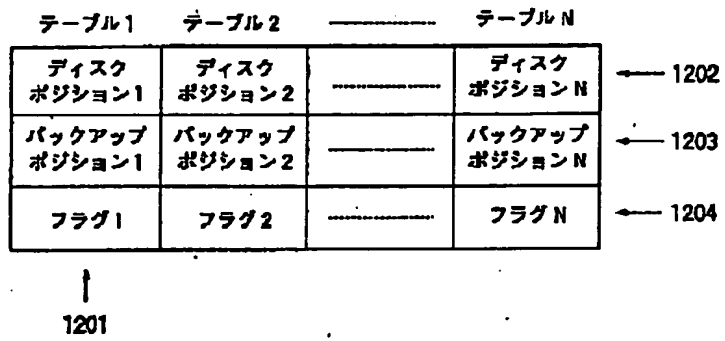 テーブル1 テーブル2 テーブルN
ディスク ディスク ディスク
ポジション1 ポジション2 ポジションN
1202
バックアップ バックアップ バックアップ
ポジション1 ポジション2 ポジションN
1203
フラグ1 フラグ2 フラグN
1204
1201